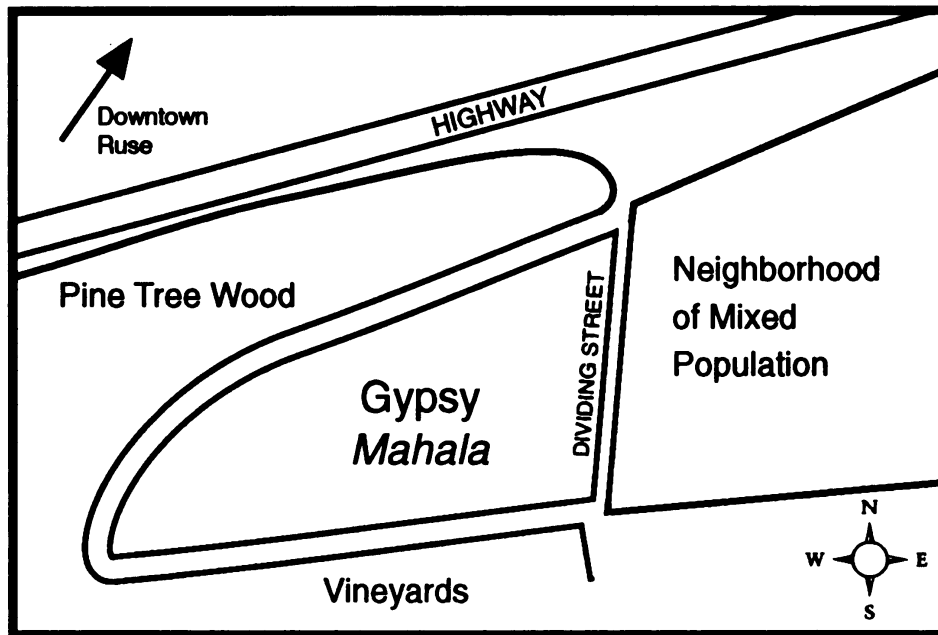 Downtown
Ruse
HIGHWAY
Pine Tree Wood
Neighborhood
of Mixed
Population
DIVIDING STREET
Gypsy
Mahala
Vineyards
N
W E
S